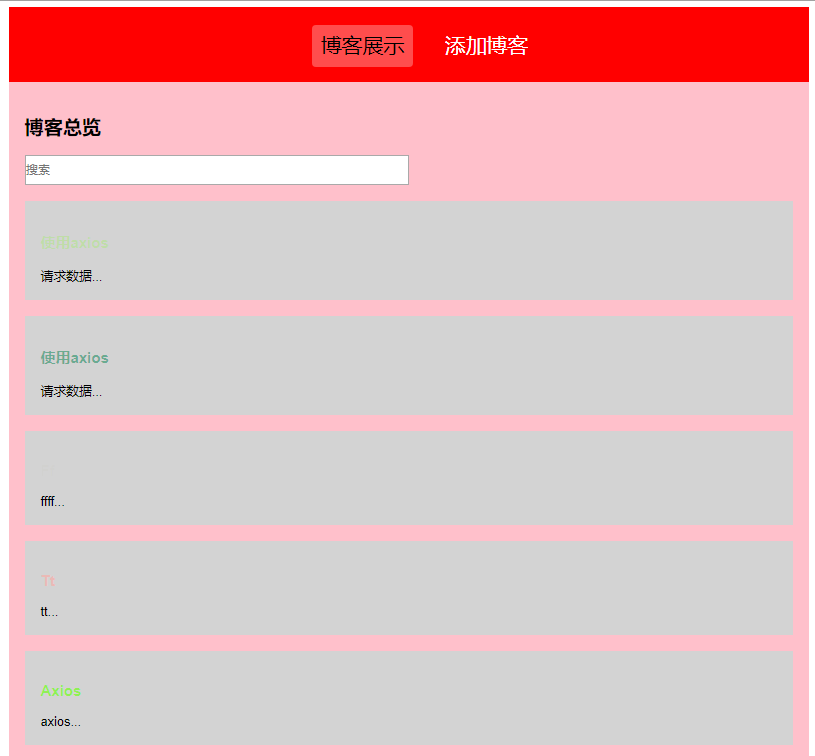 博客展示 添加博客
博客总览
搜索
使用axios
请求数据...
使用axios
请求数据...
ffff...
Tt
tt...
Axios
axios...